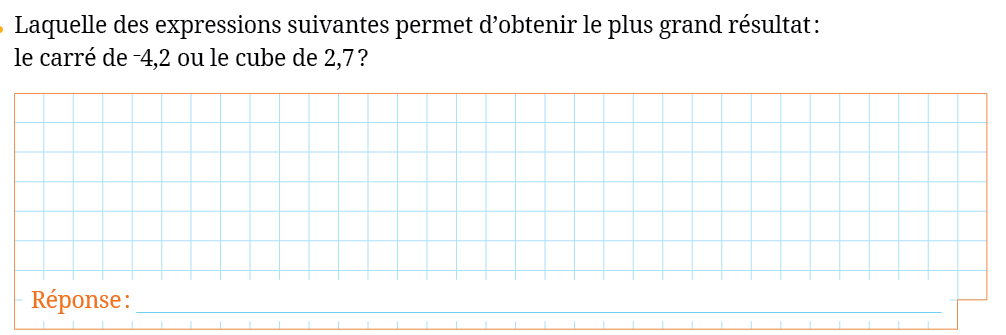 Laquelle des expressions suivantes permet d’obtenir le plus grand résultat :
le carré de ⁻4,2 ou le cube de 2,7 ?
Réponse :